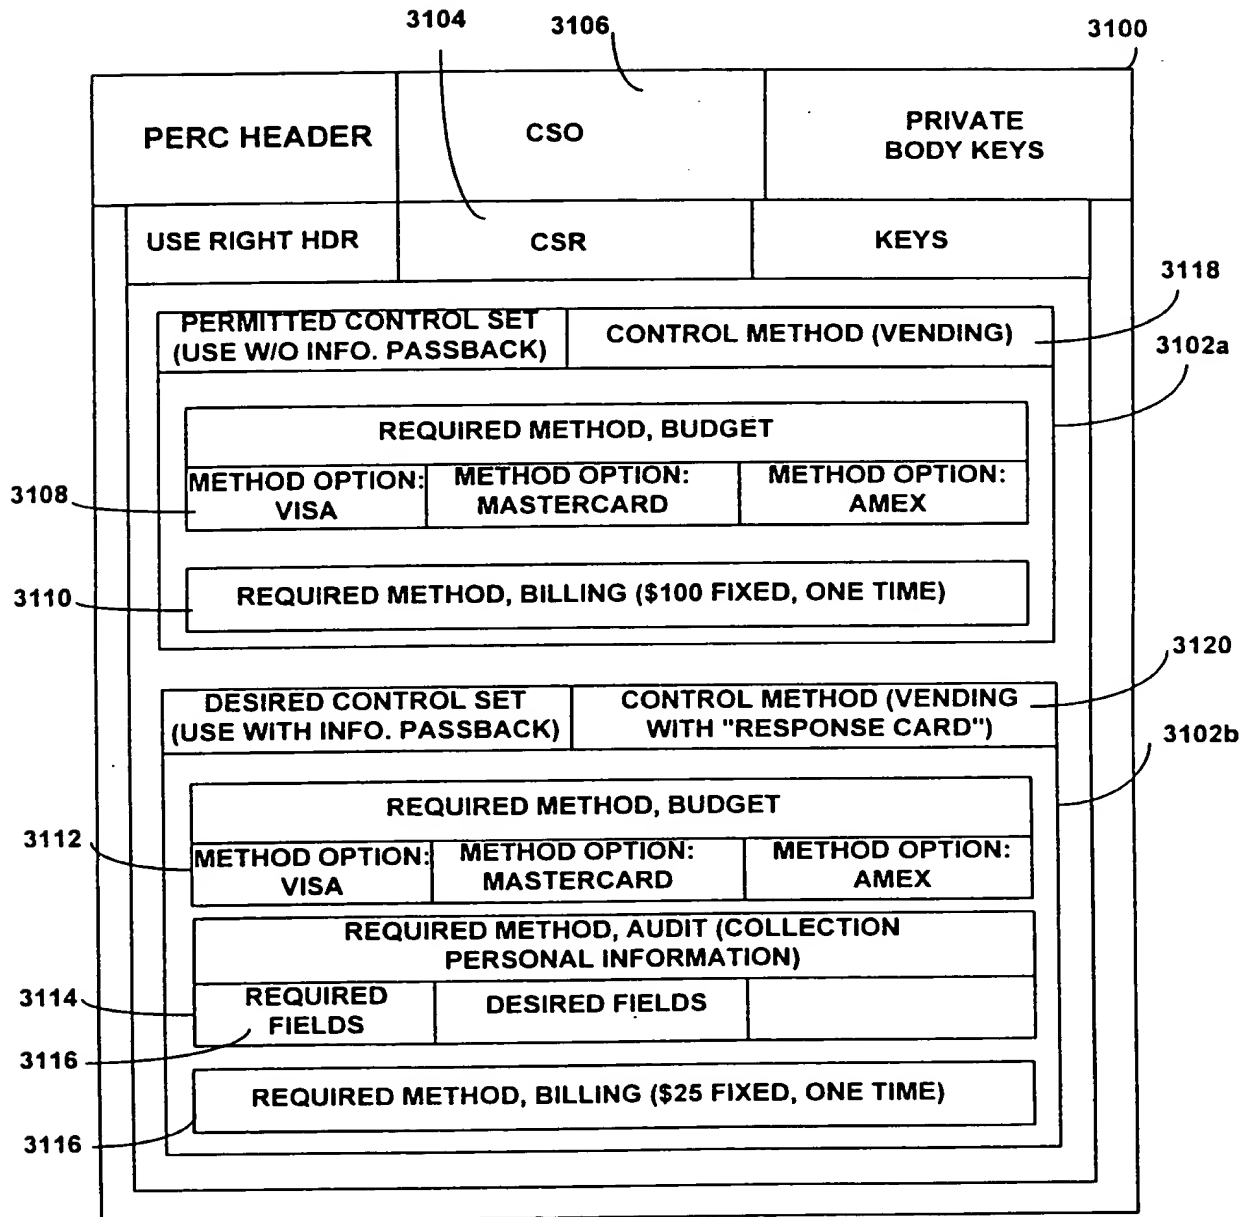 3104
3106
3100
PERC HEADER
CSO
PRIVATE
BODY KEYS
USE RIGHT HDR
CSR
KEYS
3118
PERMITTED CONTROL SET
(USE W/O INFO. PASSBACK)
CONTROL METHOD (VENDING)
3102a
REQUIRED METHOD, BUDGET
3108
METHOD OPTION:
VISA
METHOD OPTION:
MASTERCARD
METHOD OPTION:
AMEX
3110
REQUIRED METHOD, BILLING ($100 FIXED, ONE TIME)
3120
DESIRED CONTROL SET
(USE WITH INFO. PASSBACK)
CONTROL METHOD (VENDING
WITH "RESPONSE CARD")
3102b
REQUIRED METHOD, BUDGET
3112
METHOD OPTION:
VISA
METHOD OPTION:
MASTERCARD
METHOD OPTION:
AMEX
REQUIRED METHOD, AUDIT (COLLECTION
PERSONAL INFORMATION)
3114
REQUIRED
FIELDS
DESIRED FIELDS
3116
REQUIRED METHOD, BILLING ($25 FIXED, ONE TIME)
3116